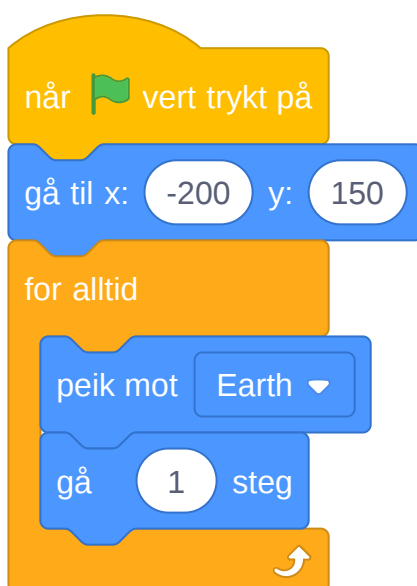 når vert trykt på
gå til x: -200 y: 150
for alltid
peik mot Earth
gå 1 steg